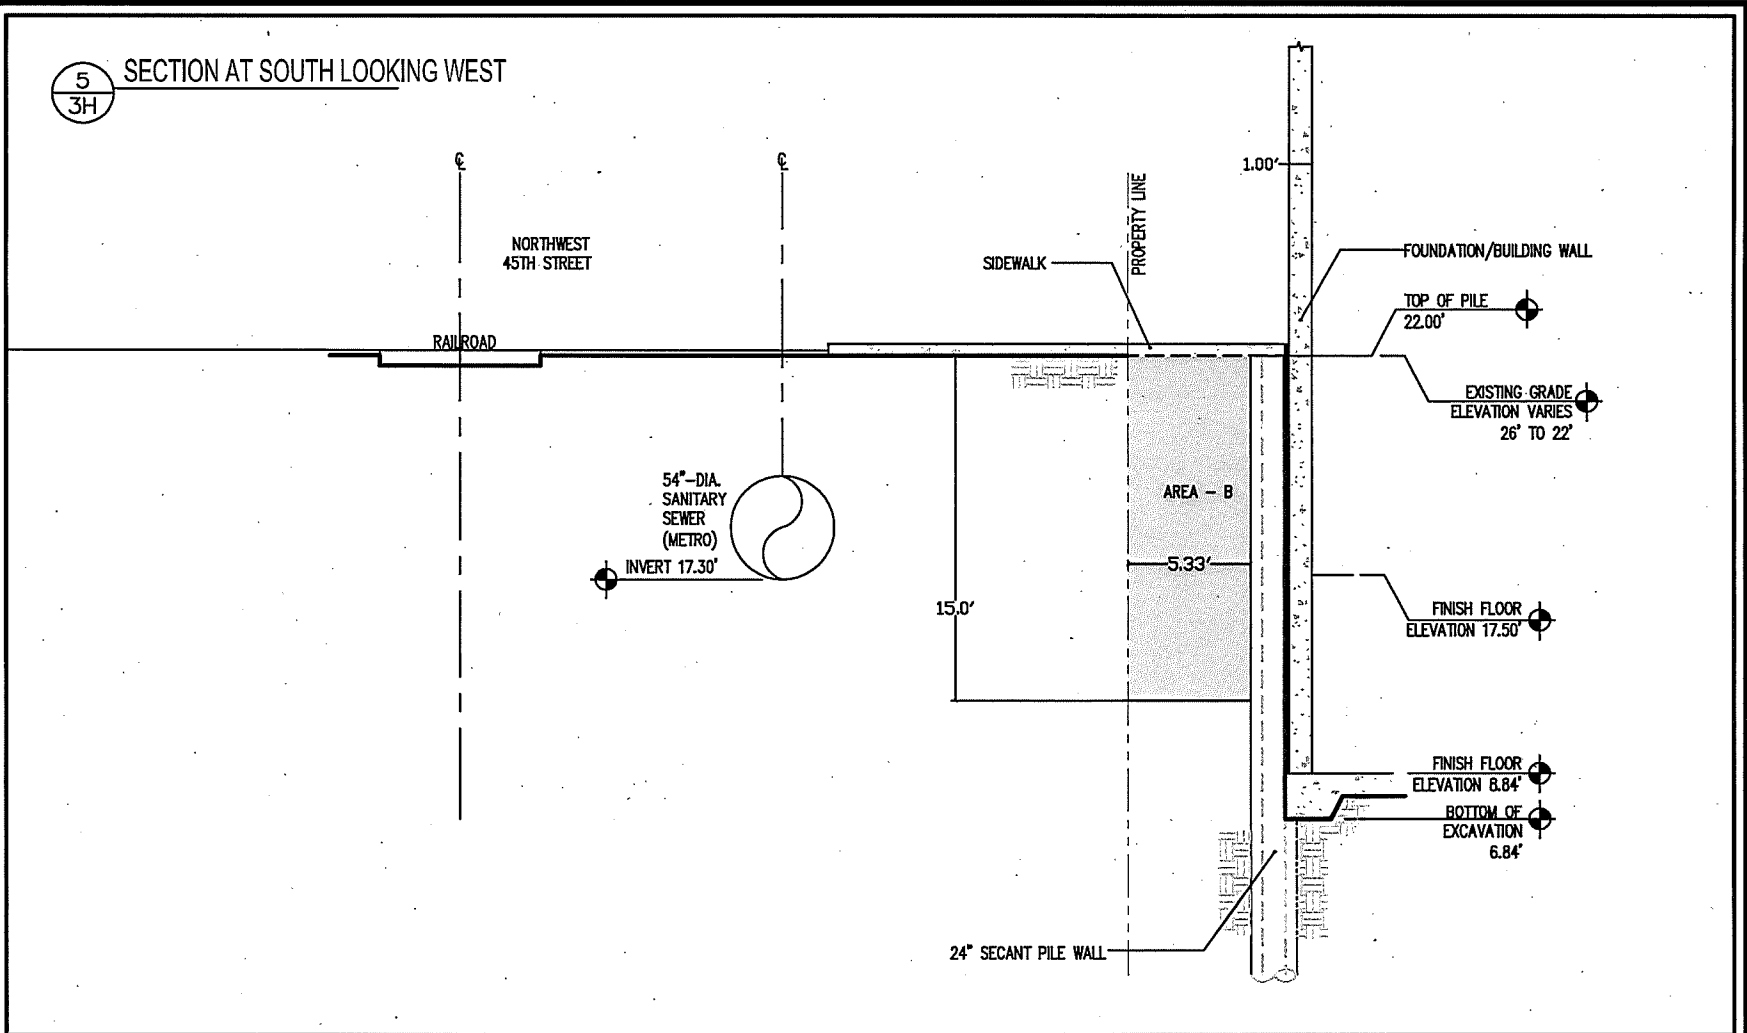 5
3H
SECTION AT SOUTH LOOKING WEST
℄
℄
NORTHWEST
45TH STREET
RAILROAD
54"-DIA.
SANITARY
SEWER
(METRO)
INVERT 17.30'
SIDEWALK
PROPERTY LINE
1.00'
FOUNDATION/BUILDING WALL
TOP OF PILE
22.00'
EXISTING GRADE
ELEVATION VARIES
26' TO 22'
AREA - B
5.33'
15.0'
FINISH FLOOR
ELEVATION 17.50'
FINISH FLOOR
ELEVATION 8.84'
BOTTOM OF
EXCAVATION
6.84'
24" SECANT PILE WALL